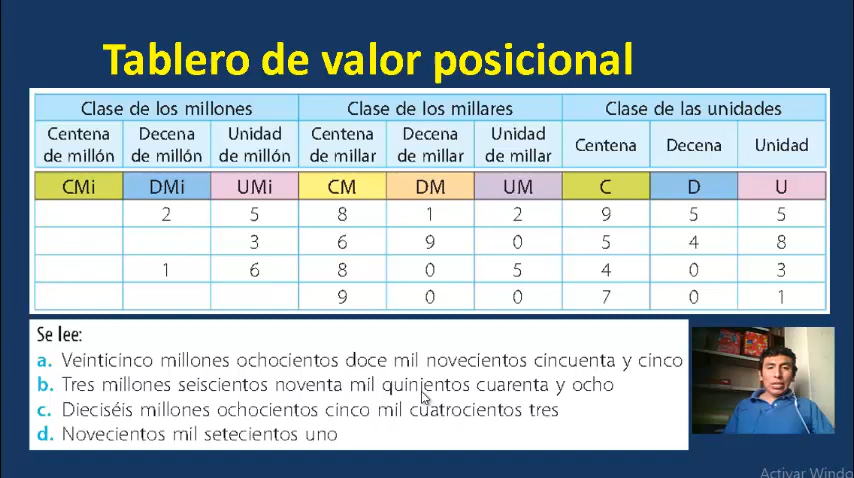 Tablero de valor posicional
Clase de los millones Clase de los millares Clase de las unidades
Centena de millón Decena de millón Unidad de millón Centena de millar Decena de millar Unidad de millar Centena Decena Unidad
CMi DMi UMi CM DM UM C D U
2 5 8 1 2 9 5 5
3 6 9 0 5 4 8
1 6 8 0 5 4 0 3
9 0 0 7 0 1
Se lee:
a. Veinticinco millones ochocientos doce mil novecientos cincuenta y cinco
b. Tres millones seiscientos noventa mil quinientos cuarenta y ocho
c. Dieciséis millones ochocientos cinco mil cuatrocientos tres
d. Novecientos mil setecientos uno
Activar Windo